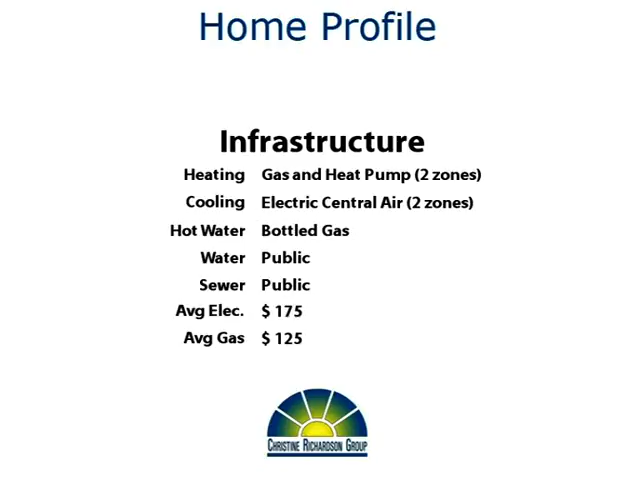 Home Profile
Infrastructure
Heating Gas and Heat Pump (2 zones)
Cooling Electric Central Air (2 zones)
Hot Water Bottled Gas
Water Public
Sewer Public
Avg Elec. $ 175
Avg Gas $ 125
Christine Richardson Group